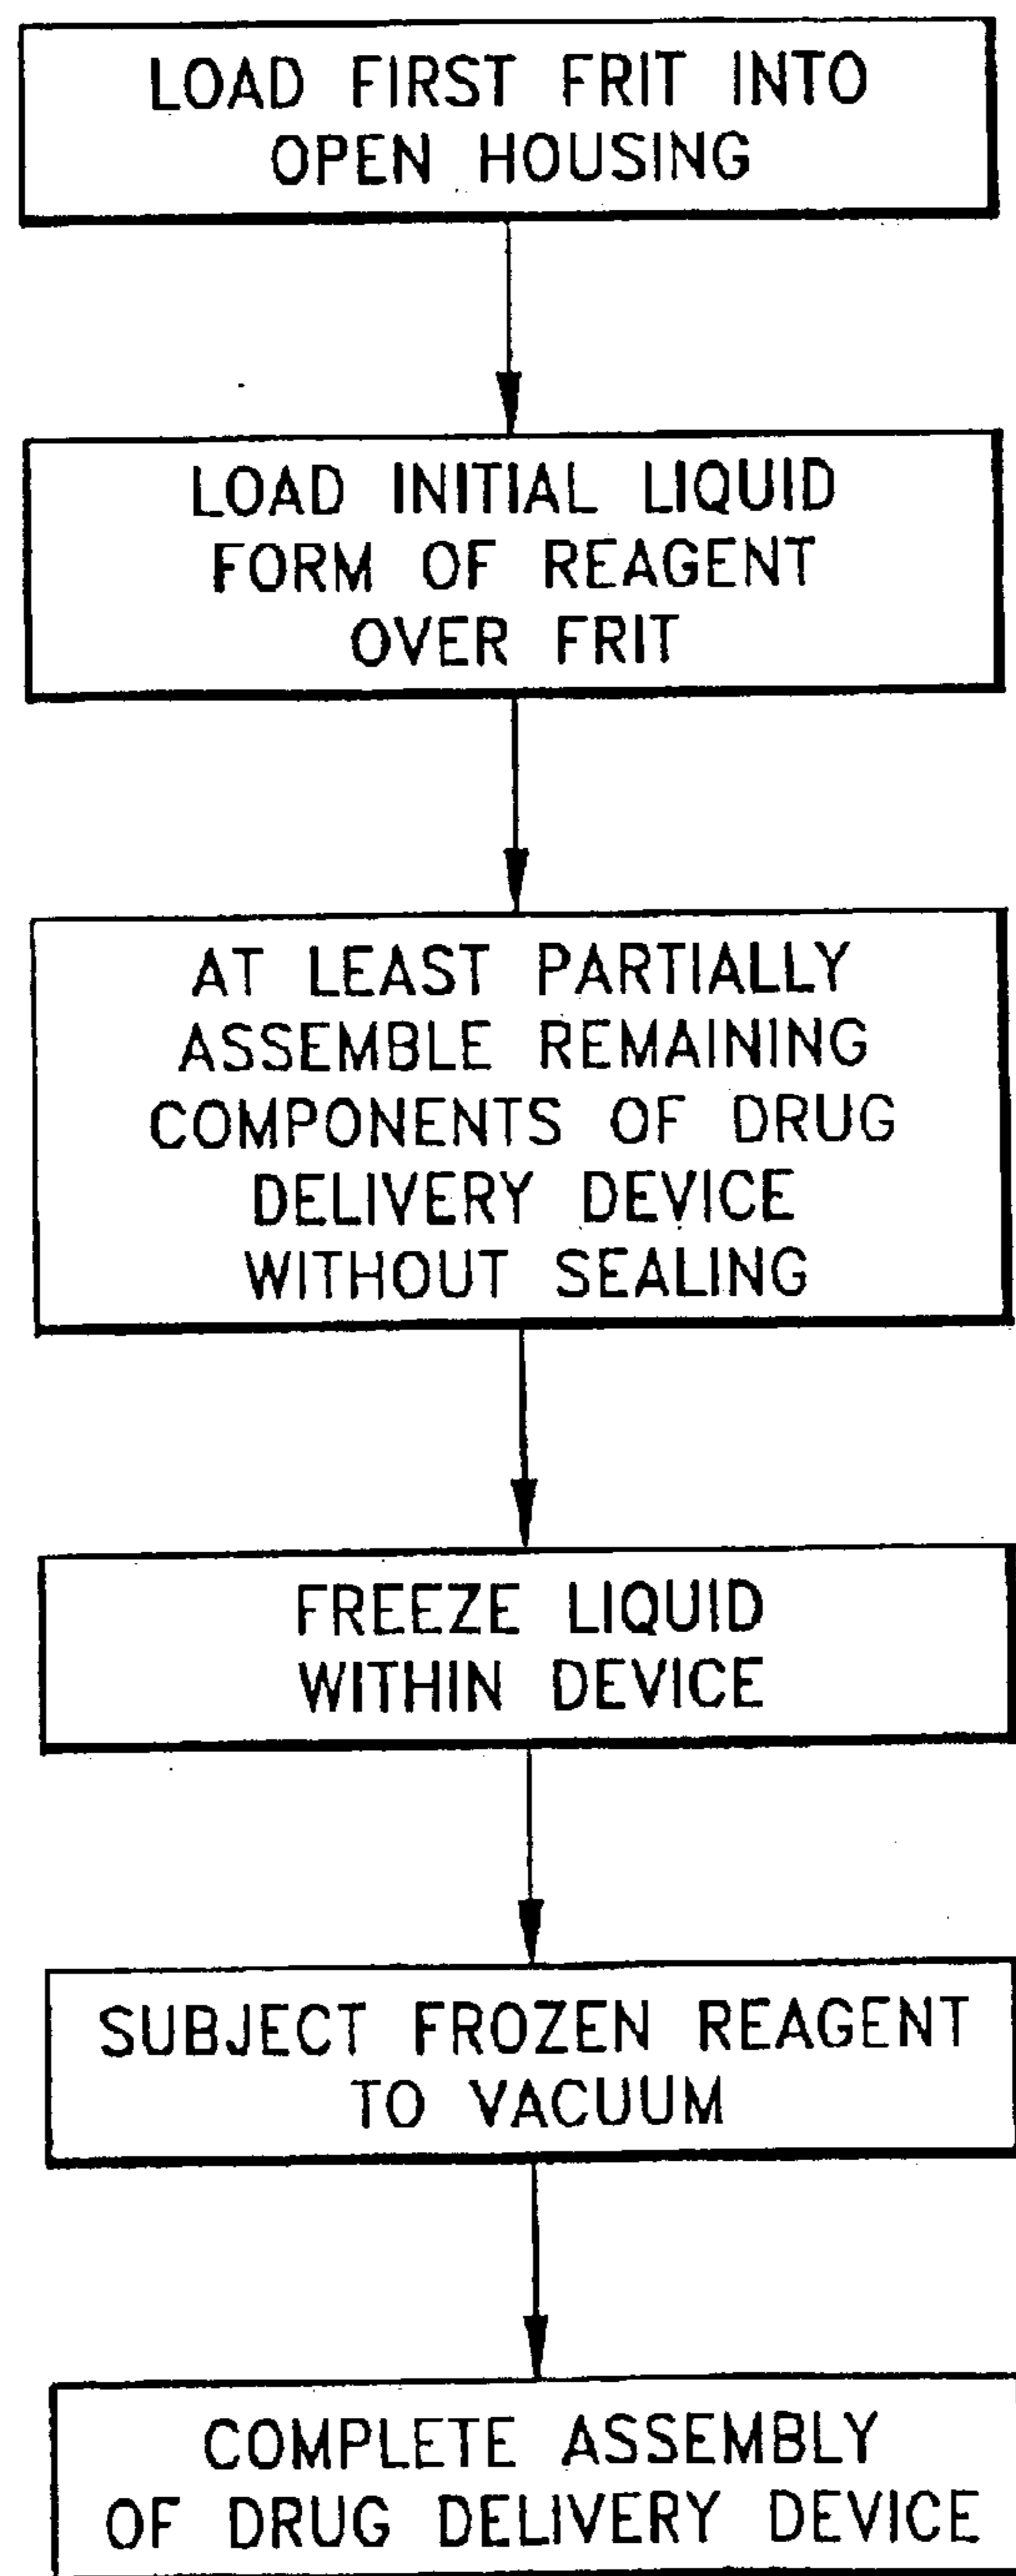 LOAD FIRST FRIT INTO
OPEN HOUSING
LOAD INITIAL LIQUID
FORM OF REAGENT
OVER FRIT
AT LEAST PARTIALLY
ASSEMBLE REMAINING
COMPONENTS OF DRUG
DELIVERY DEVICE
WITHOUT SEALING
FREEZE LIQUID
WITHIN DEVICE
SUBJECT FROZEN REAGENT
TO VACUUM
COMPLETE ASSEMBLY
OF DRUG DELIVERY DEVICE